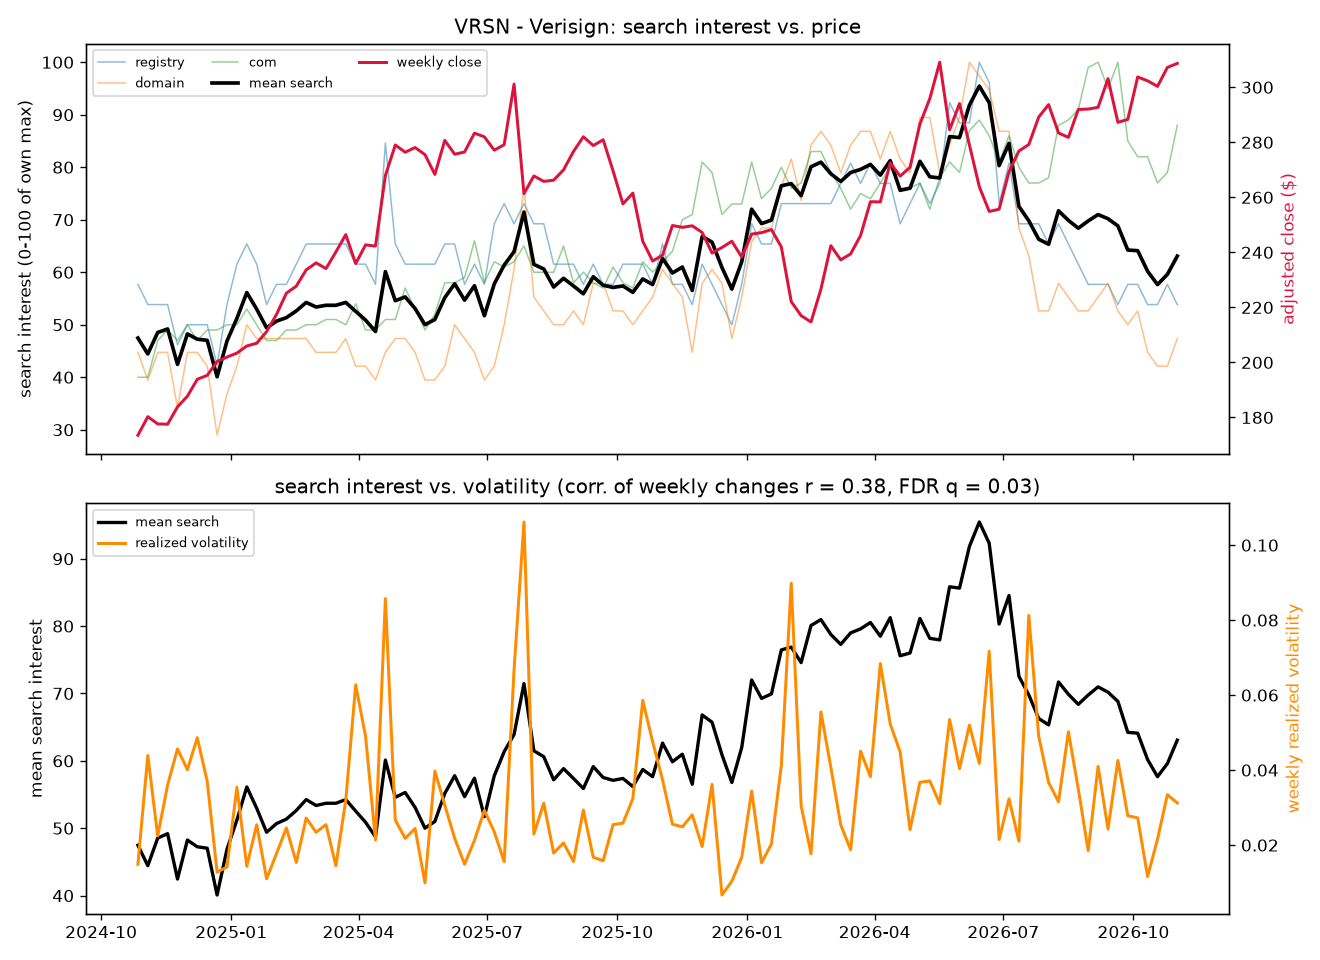 VRSN - Verisign: search interest vs. price
registry
domain
com
mean search
weekly close
search interest (0-100 of own max)
100
90
80
70
60
50
40
30
300
280
260
240
220
200
180
adjusted close ($)
search interest vs. volatility (corr. of weekly changes r = 0.38, FDR q = 0.03)
mean search
realized volatility
mean search interest
90
80
70
60
50
40
0.10
0.08
0.06
0.04
0.02
weekly realized volatility
2024-10
2025-01
2025-04
2025-07
2025-10
2026-01
2026-04
2026-07
2026-10